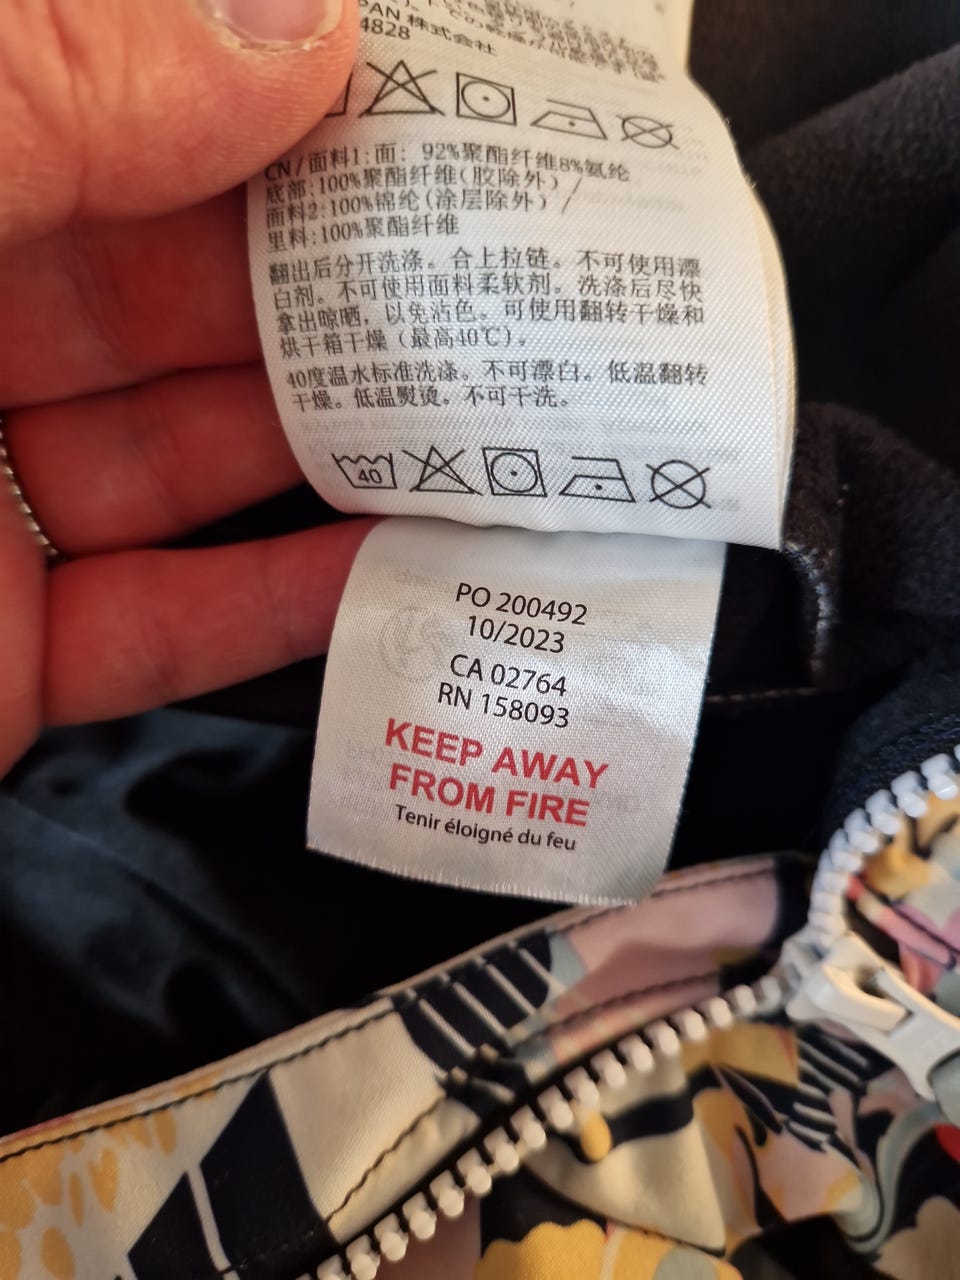 PAN 株式会社
4828
CN/面料1:面: 92%聚酯纤维8%氨纶
底部:100%聚酯纤维(胶除外)/
面料2:100%锦纶(涂层除外)/
里料:100%聚酯纤维
翻出后分开洗涤。合上拉链。不可使用漂
白剂。不可使用面料柔软剂。洗涤后尽快
拿出晾晒,以免沾色。可使用翻转干燥和
烘干箱干燥(最高40℃)。
40度温水标准洗涤。不可漂白。低温翻转
干燥。低温熨烫。不可干洗。
40
PO 200492
10/2023
CA 02764
RN 158093
KEEP AWAY
FROM FIRE
Tenir éloigné du feu